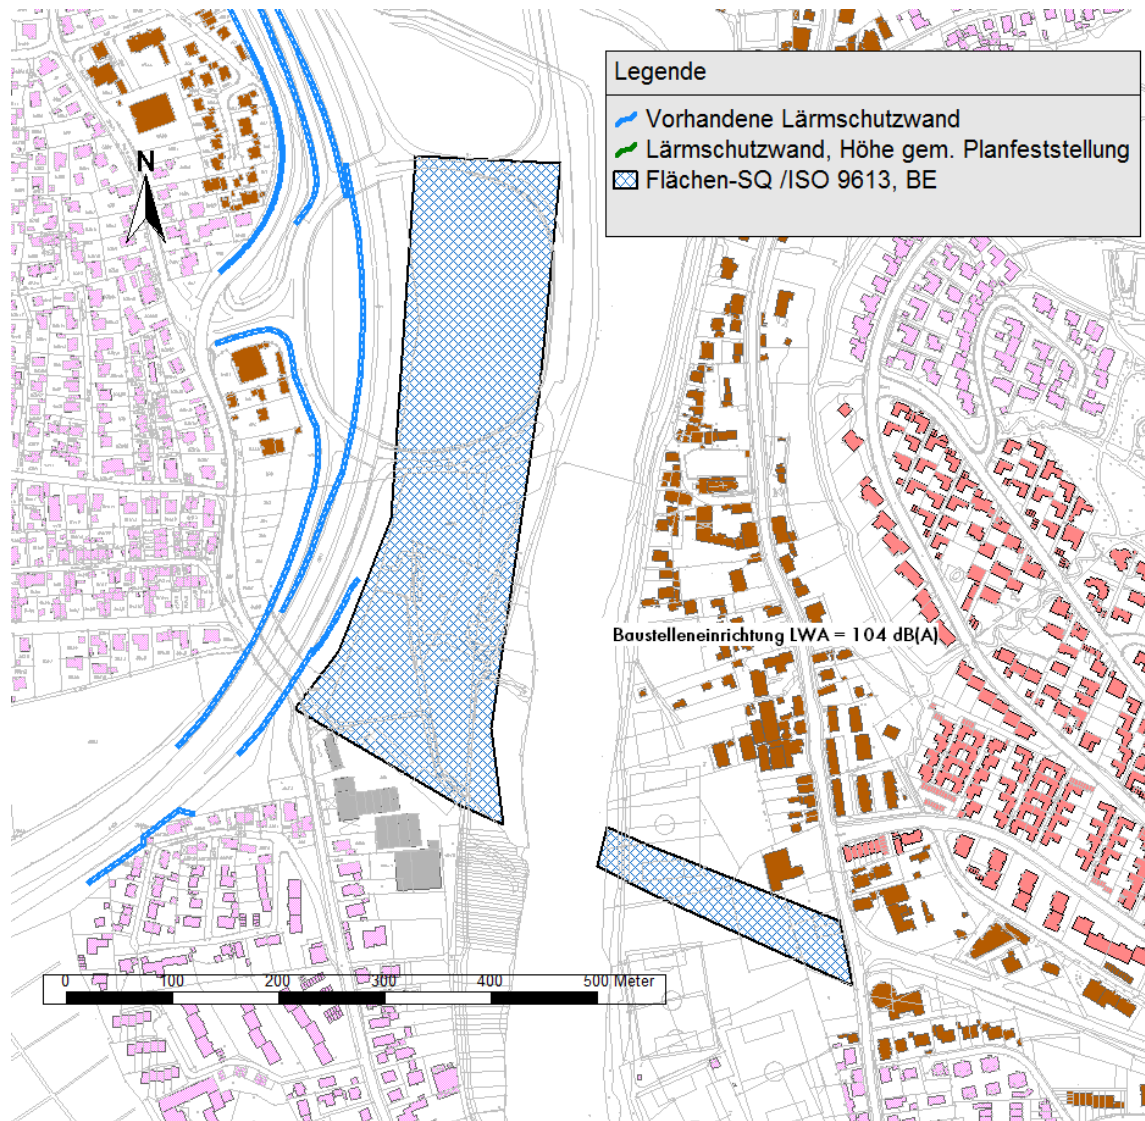 Legende
Vorhandene Lärmschutzwand
Lärmschutzwand, Höhe gem. Planfeststellung
Flächen-SQ /ISO 9613, BE
N
Baustelleneinrichtung LWA = 104 dB(A)
0 100 200 300 400 500 Meter